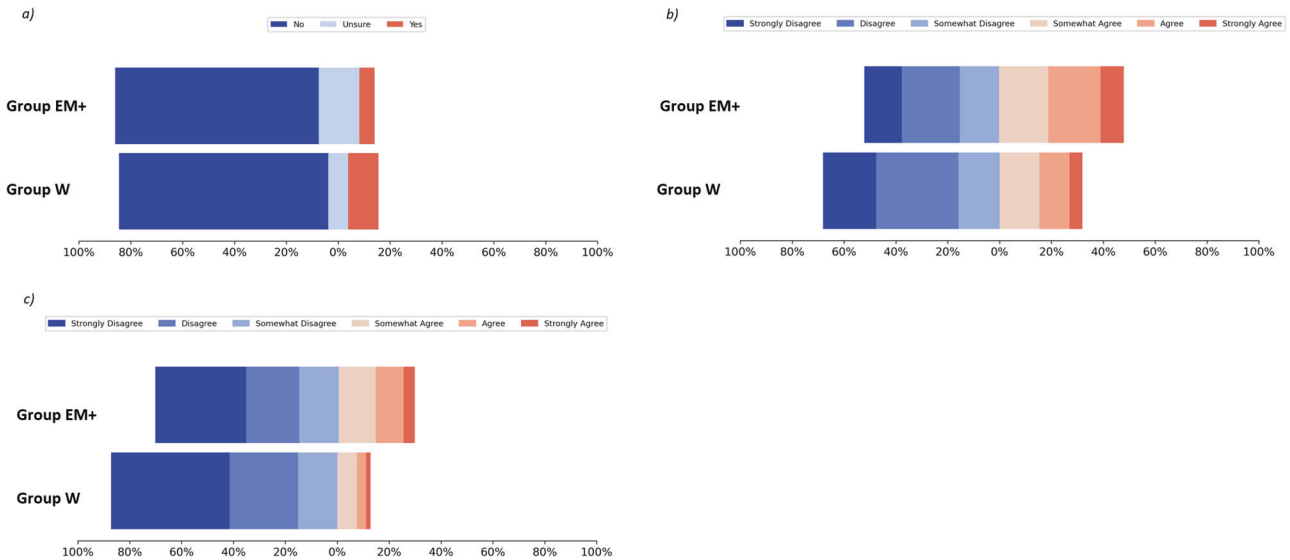 a)
No Unsure Yes
Group EM+
Group W
100% 80% 60% 40% 20% 0% 20% 40% 60% 80% 100%
b)
Strongly Disagree Disagree Somewhat Disagree Somewhat Agree Agree Strongly Agree
Group EM+
Group W
100% 80% 60% 40% 20% 0% 20% 40% 60% 80% 100%
c)
Strongly Disagree Disagree Somewhat Disagree Somewhat Agree Agree Strongly Agree
Group EM+
Group W
100% 80% 60% 40% 20% 0% 20% 40% 60% 80% 100%